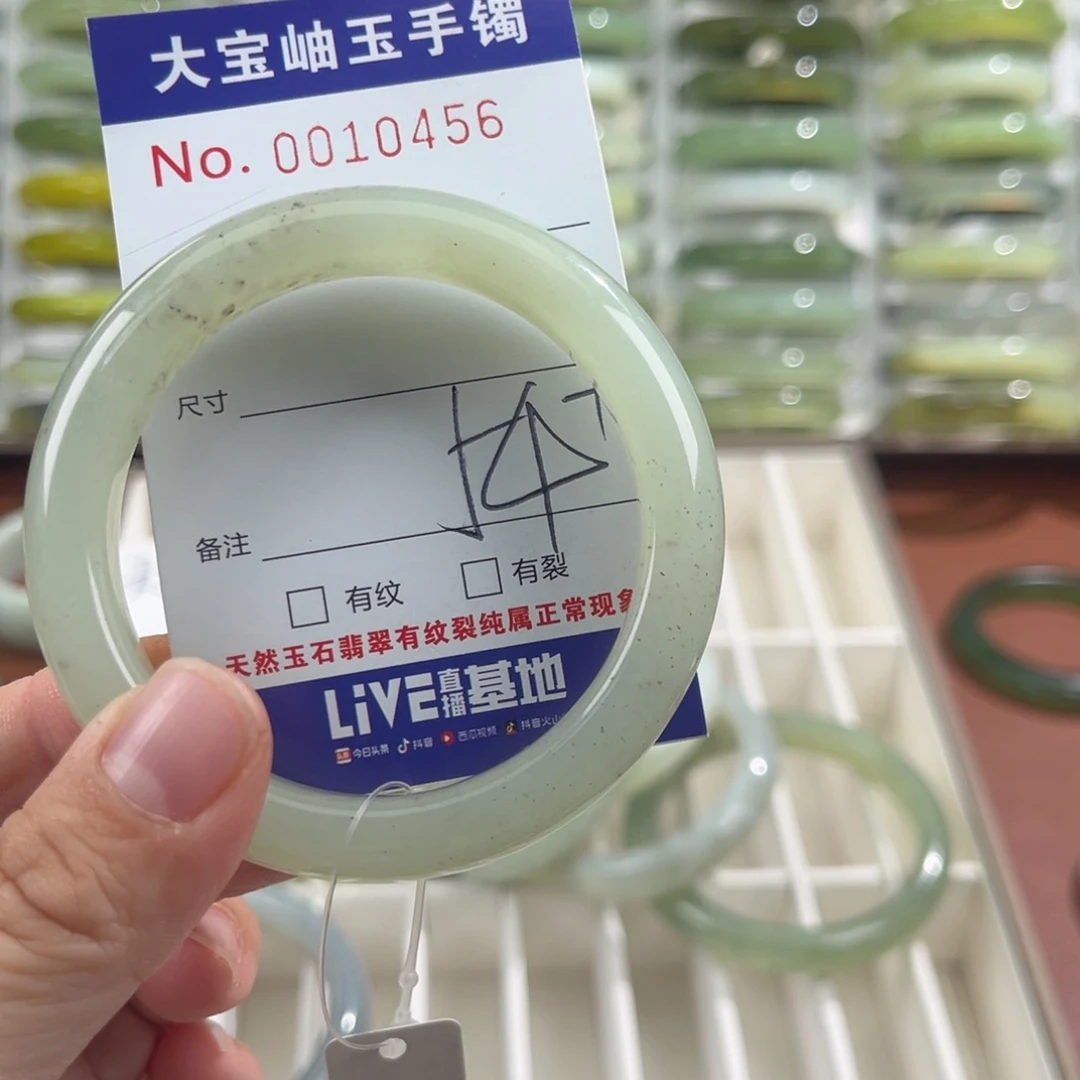 大宝岫玉手镯
No. 0010456
尺寸
备注
□ 有纹 □ 有裂
天然玉石翡翠有纹裂纯属正常现象
LiVE直播基地
今日头条 抖音 西瓜视频 抖音火山